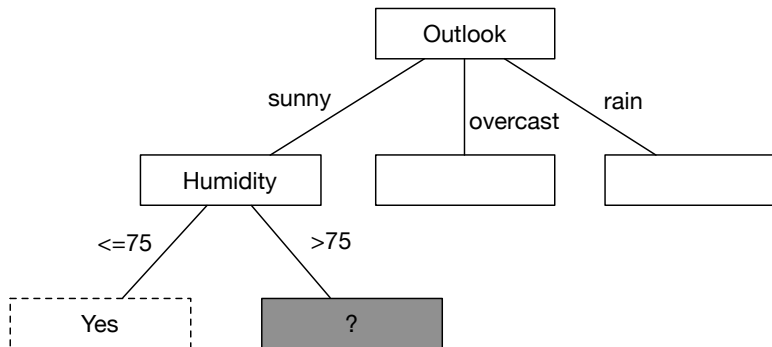 Outlook
sunny
overcast
rain
Humidity
<=75
>75
Yes
?